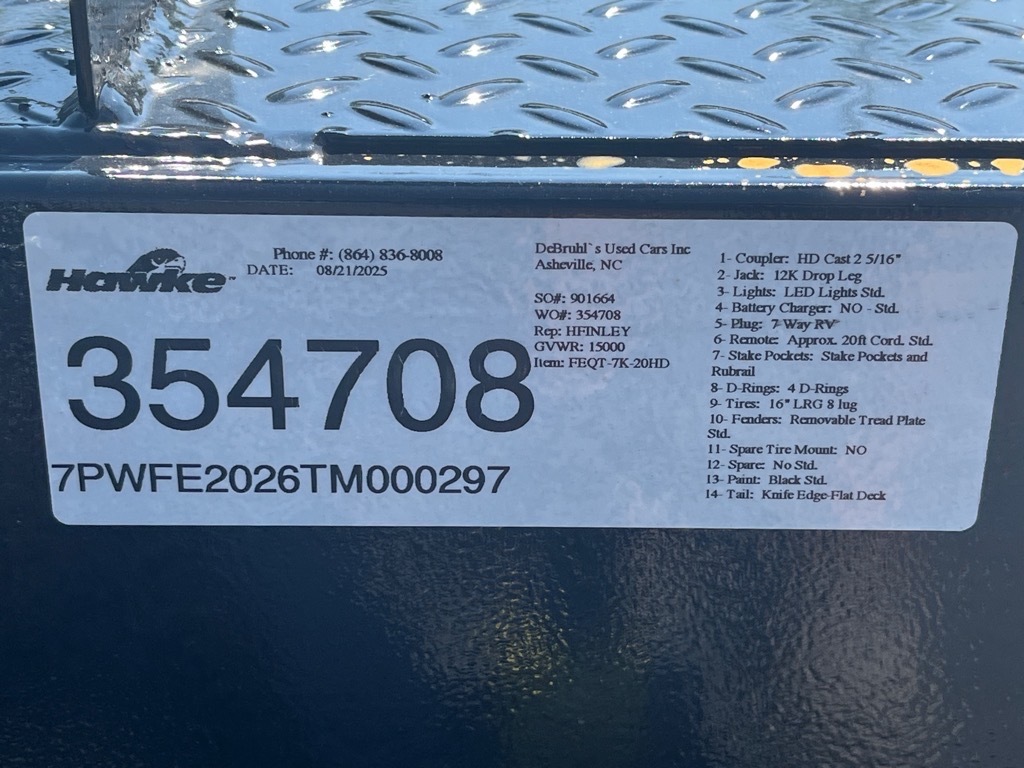 Hawke™
Phone #: (864) 836-8008
DATE: 08/21/2025
354708
7PWFE2026TM000297
DeBruhl`s Used Cars Inc
Asheville, NC
SO#: 901664
WO#: 354708
Rep: HFINLEY
GVWR: 15000
Item: FEQT-7K-20HD
1- Coupler: HD Cast 2 5/16"
2- Jack: 12K Drop Leg
3- Lights: LED Lights Std.
4- Battery Charger: NO - Std.
5- Plug: 7 Way RV
6- Remote: Approx. 20ft Cord. Std.
7- Stake Pockets: Stake Pockets and
Rubrail
8- D-Rings: 4 D-Rings
9- Tires: 16" LRG 8 lug
10- Fenders: Removable Tread Plate
Std.
11- Spare Tire Mount: NO
12- Spare: No Std.
13- Paint: Black Std.
14- Tail: Knife Edge-Flat Deck